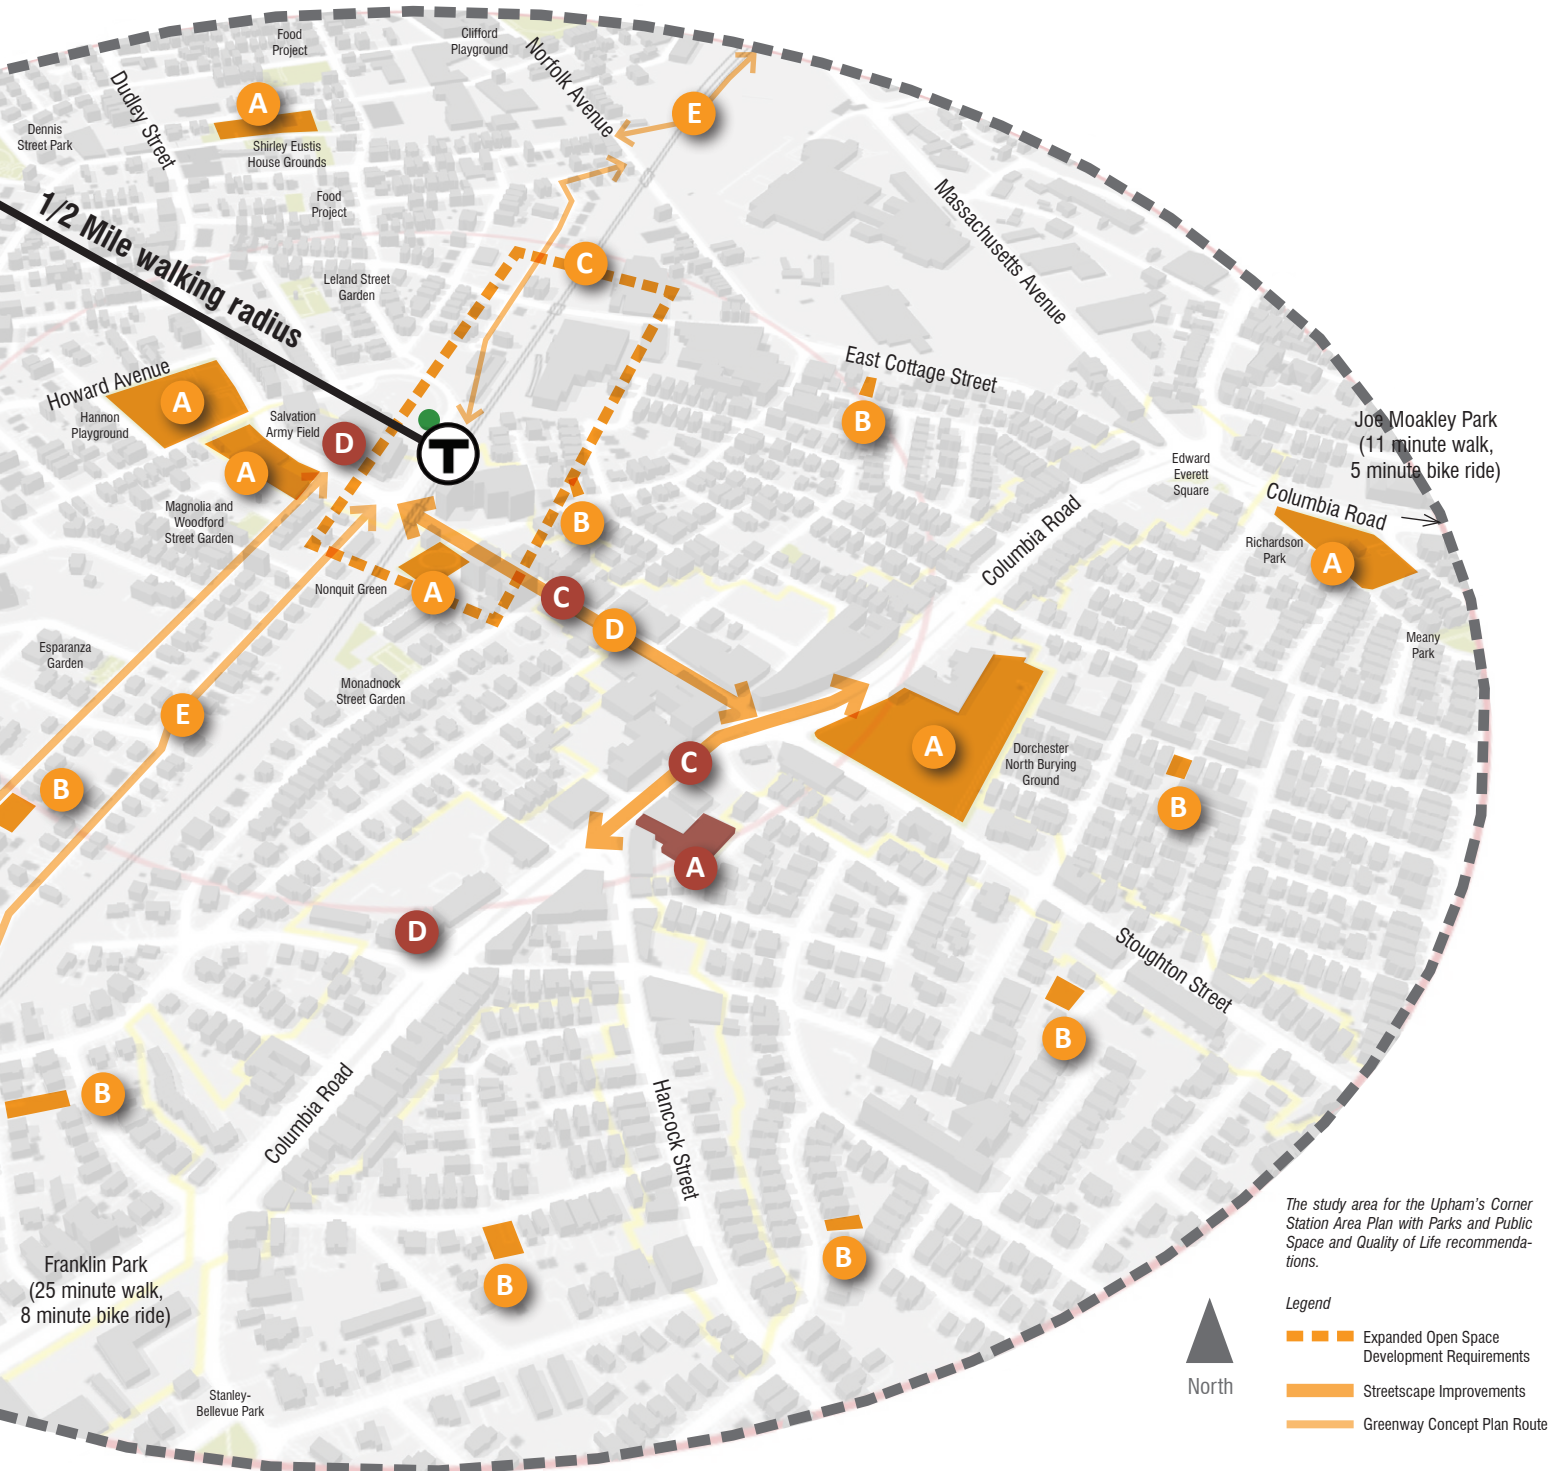 Food
Project
Clifford
Playground
Norfolk Avenue
E
Dudley Street
A
Dennis
Street Park
Shirley Eustis
House Grounds
Food
Project
Massachusetts Avenue
1/2 Mile walking radius
C
Leland Street
Garden
East Cottage Street
Howard Avenue
A
Hannon
Playground
Salvation
Army Field
D
T
B
Joe Moakley Park
(11 minute walk,
5 minute bike ride)
Edward
Everett
Square
A
Columbia Road
Magnolia and
Woodford
Street Garden
B
Columbia Road
Richardson
Park
A
Nonquit Green
A
C
D
Meany
Park
Esparanza
Garden
Monadnock
Street Garden
E
A
Dorchester
North Burying
Ground
C
B
B
A
D
Stoughton Street
B
B
Columbia Road
Hancock Street
Franklin Park
(25 minute walk,
8 minute bike ride)
B
B
Stanley-
Bellevue Park
The study area for the Upham's Corner
Station Area Plan with Parks and Public
Space and Quality of Life recommenda-
tions.
North
Legend
Expanded Open Space
Development Requirements
Streetscape Improvements
Greenway Concept Plan Route